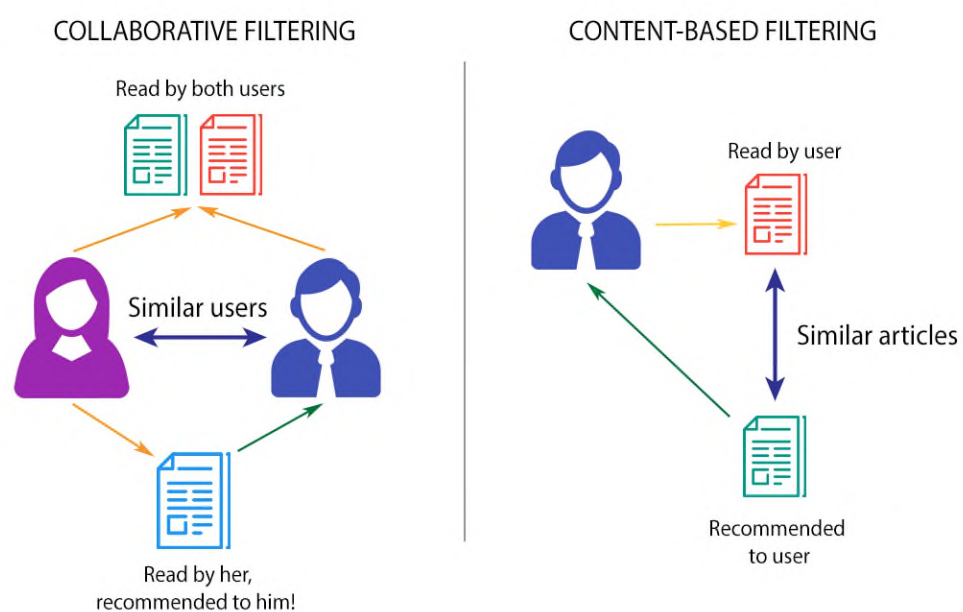 COLLABORATIVE FILTERING
Read by both users
Similar users
Read by her,
recommended to him!
CONTENT-BASED FILTERING
Read by user
Similar articles
Recommended
to user